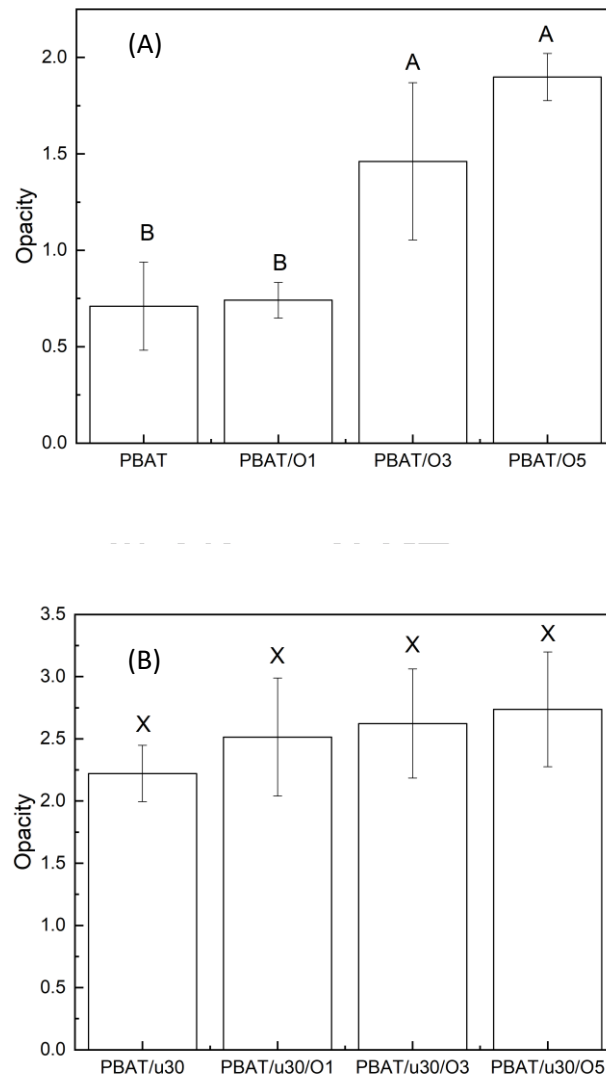 (A)
A
A
B
B
2.0
1.5
1.0
0.5
0.0
Opacity
PBAT PBAT/O1 PBAT/O3 PBAT/O5
(B)
X
X
X
X
3.5
3.0
2.5
2.0
1.5
1.0
0.5
0.0
Opacity
PBAT/u30 PBAT/u30/O1 PBAT/u30/O3 PBAT/u30/O5